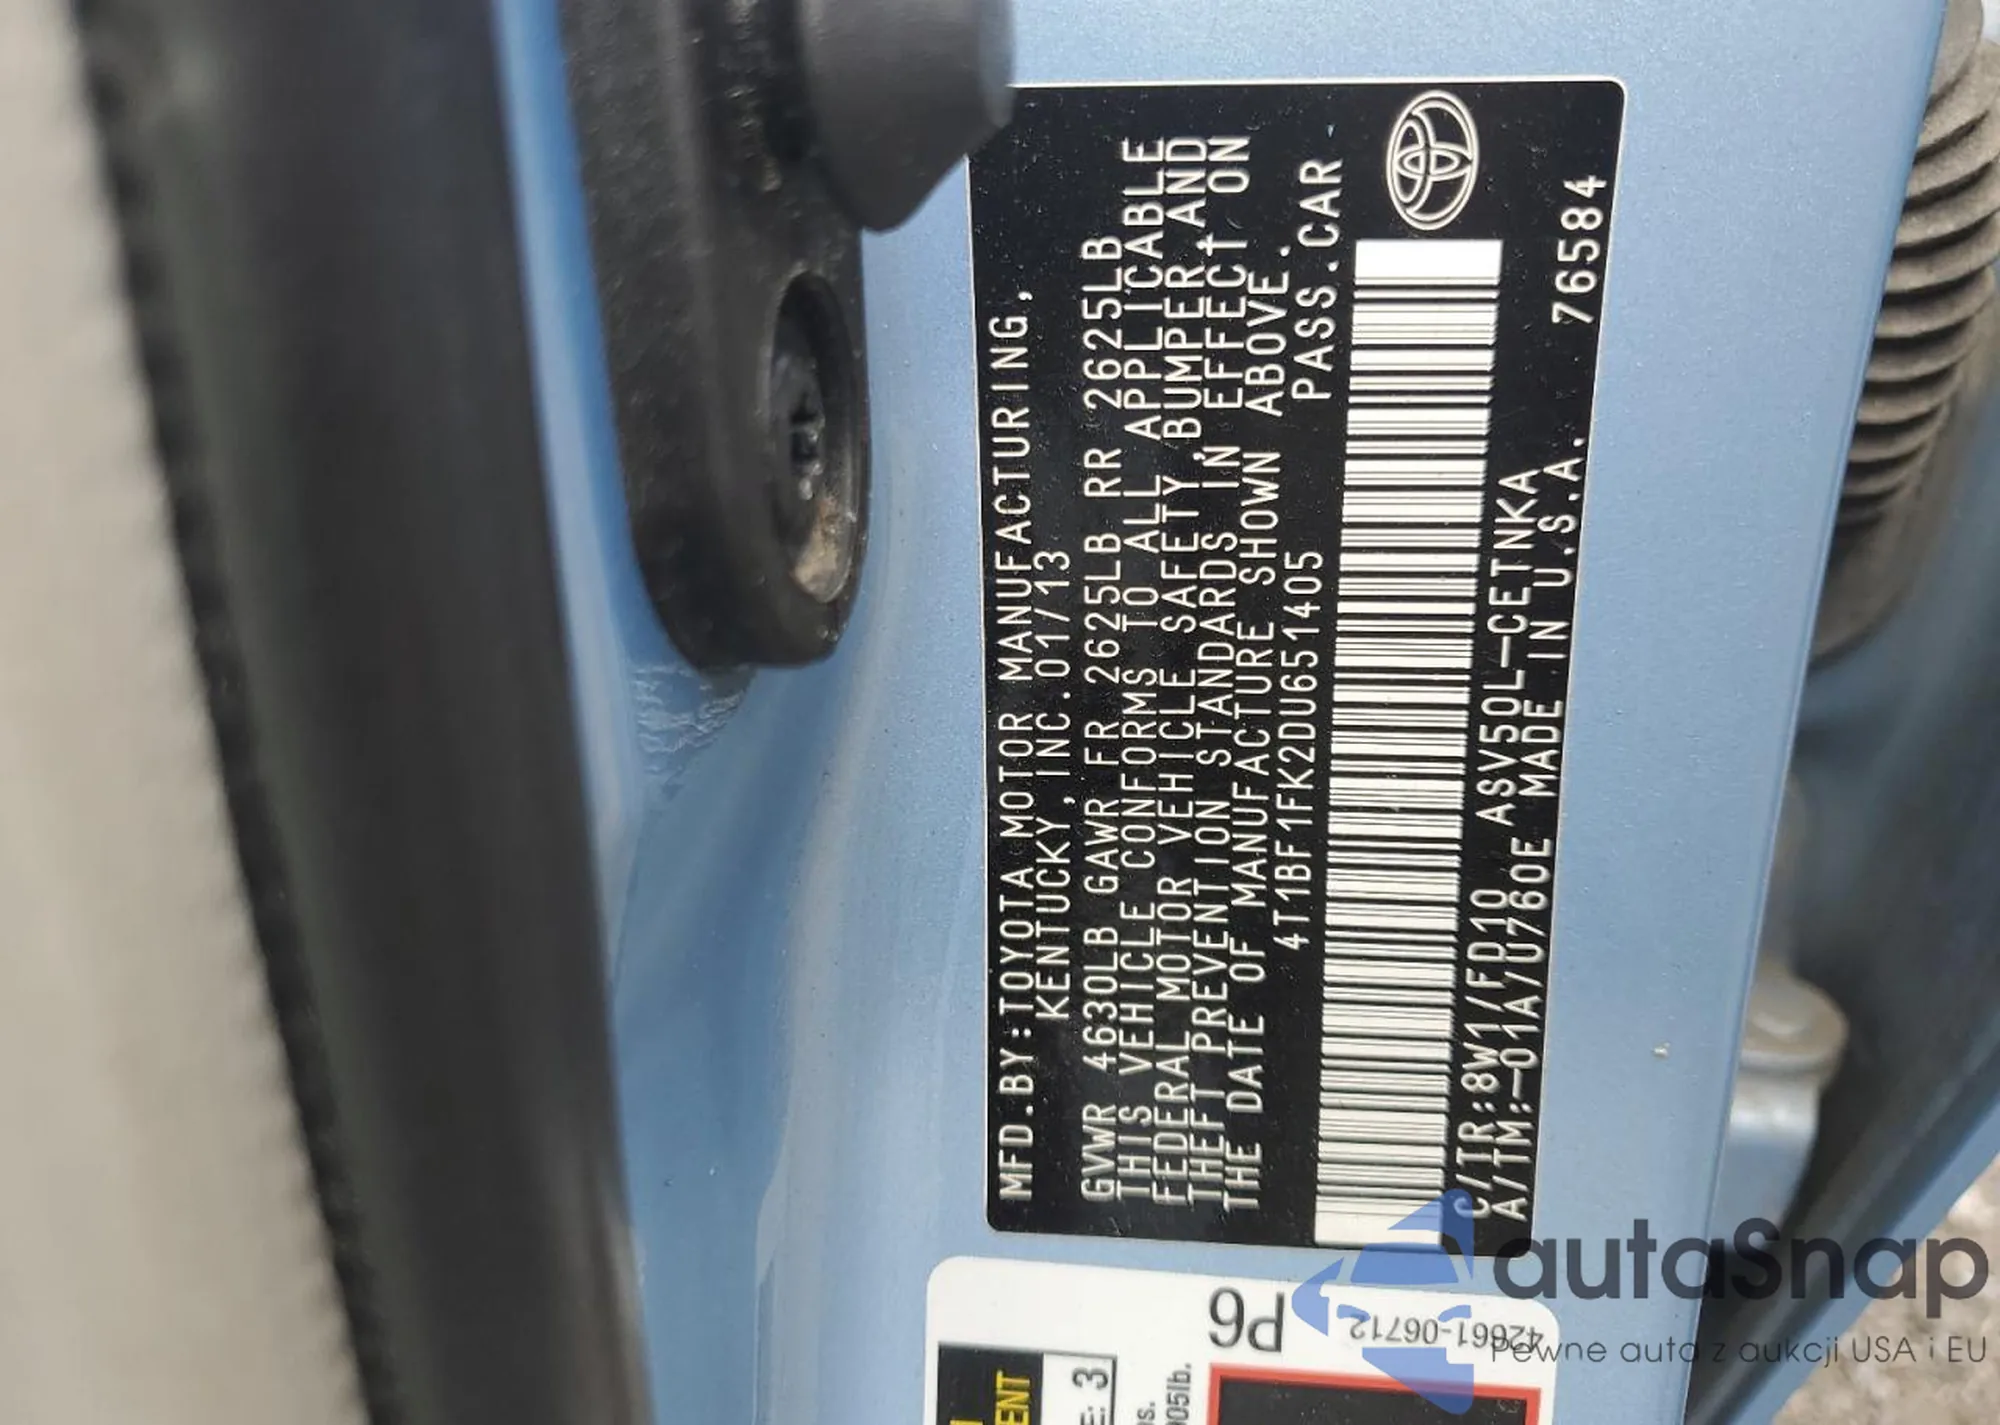 MFD.BY:TOYOTA MOTOR MANUFACTURING,
KENTUCKY,INC.01/13
GVWR 4630LB GAWR FR 2625LB RR 2625LB
THIS VEHICLE CONFORMS TO ALL APPLICABLE
FEDERAL MOTOR VEHICLE SAFETY,BUMPER,AND
THEFT PREVENTION STANDARDS IN EFFECT ON
THE DATE OF MANUFACTURE SHOWN ABOVE.
4T1BF1FK2DU651405 PASS.CAR
C/TR:8W1/FD10 ASV50L-CETNKA
A/TM:-01A/U760E MADE IN U.S.A. 76584
P6
42661-06712
3
autaSnap
Pewne auta z aukcji USA i EU